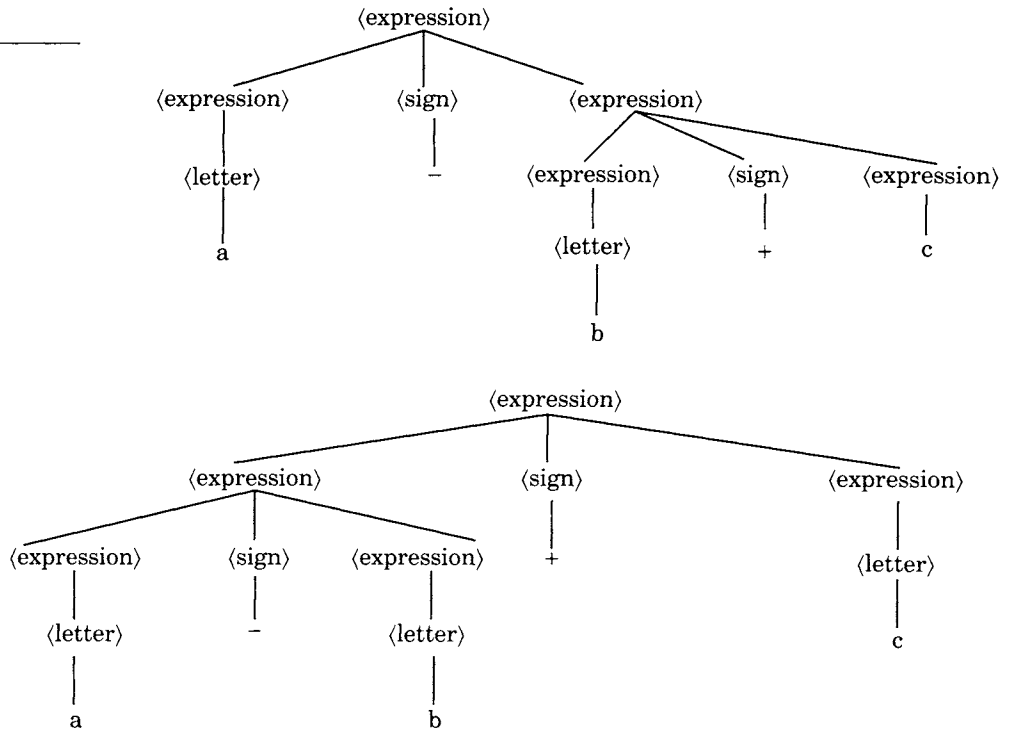 ⟨expression⟩
⟨expression⟩ ⟨sign⟩ ⟨expression⟩
⟨letter⟩ − ⟨expression⟩ ⟨sign⟩ ⟨expression⟩
a ⟨letter⟩ + c
b
⟨expression⟩
⟨expression⟩ ⟨sign⟩ ⟨expression⟩
⟨expression⟩ ⟨sign⟩ ⟨expression⟩ + ⟨letter⟩
⟨letter⟩ − ⟨letter⟩ c
a b